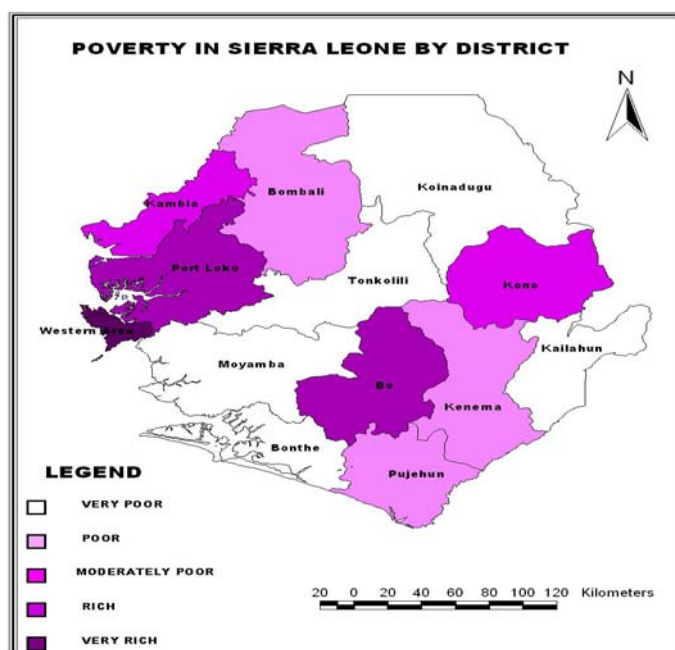 POVERTY IN SIERRA LEONE BY DISTRICT
N
Koinadugu
Bombali
Kambia
Port Loko
Tonkolili
Kono
Western Area
Kailahun
Moyamba
Bo
Kenema
Bonthe
Pujehun
LEGEND
VERY POOR
POOR
MODERATELY POOR
RICH
VERY RICH
20 0 20 40 60 80 100 120 Kilometers